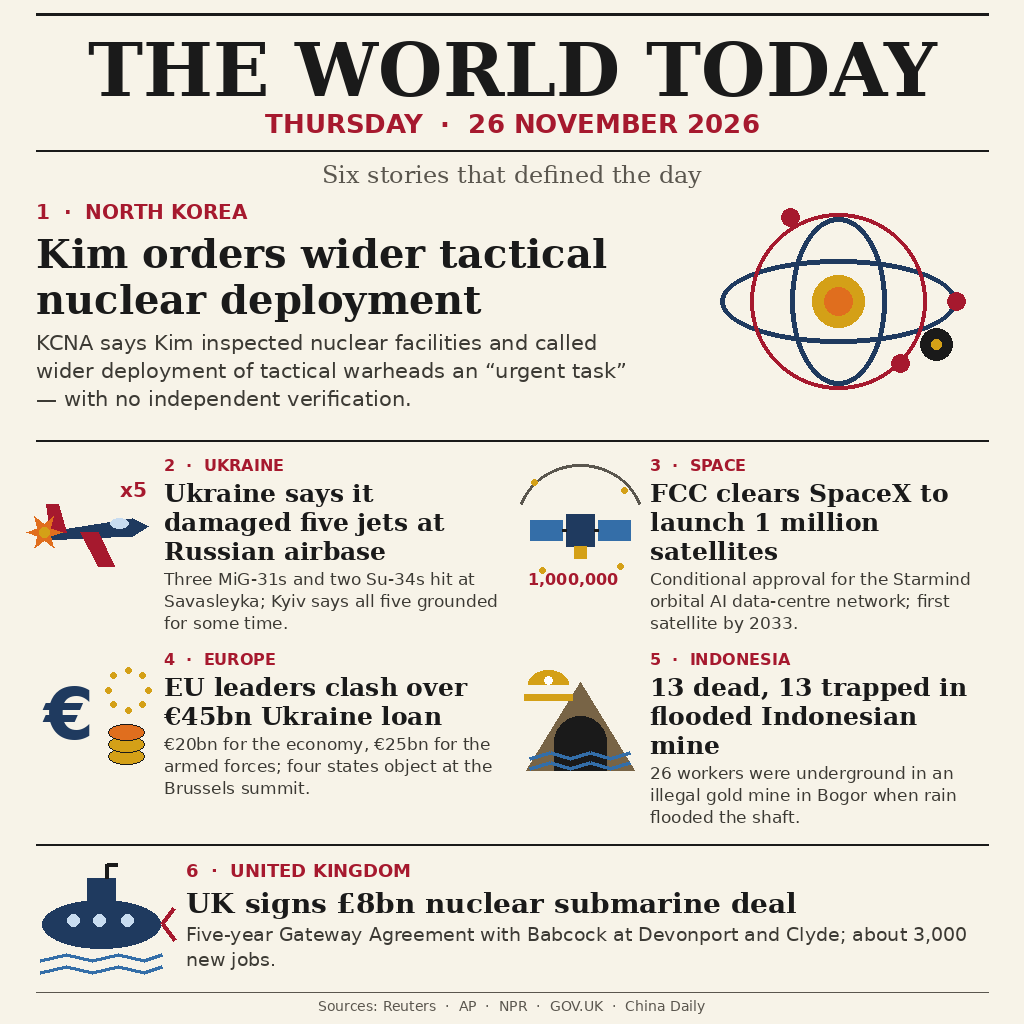 THE WORLD TODAY
THURSDAY · 26 NOVEMBER 2026
Six stories that defined the day
1 · NORTH KOREA
Kim orders wider tactical
nuclear deployment
KCNA says Kim inspected nuclear facilities and called
wider deployment of tactical warheads an “urgent task”
— with no independent verification.
x5
2 · UKRAINE
Ukraine says it
damaged five jets at
Russian airbase
Three MiG-31s and two Su-34s hit at
Savasleyka; Kyiv says all five grounded
for some time.
1,000,000
3 · SPACE
FCC clears SpaceX to
launch 1 million
satellites
Conditional approval for the Starmind
orbital AI data-centre network; first
satellite by 2033.
€
4 · EUROPE
EU leaders clash over
€45bn Ukraine loan
€20bn for the economy, €25bn for the
armed forces; four states object at the
Brussels summit.
5 · INDONESIA
13 dead, 13 trapped in
flooded Indonesian
mine
26 workers were underground in an
illegal gold mine in Bogor when rain
flooded the shaft.
6 · UNITED KINGDOM
UK signs £8bn nuclear submarine deal
Five-year Gateway Agreement with Babcock at Devonport and Clyde; about 3,000
new jobs.
Sources: Reuters · AP · NPR · GOV.UK · China Daily